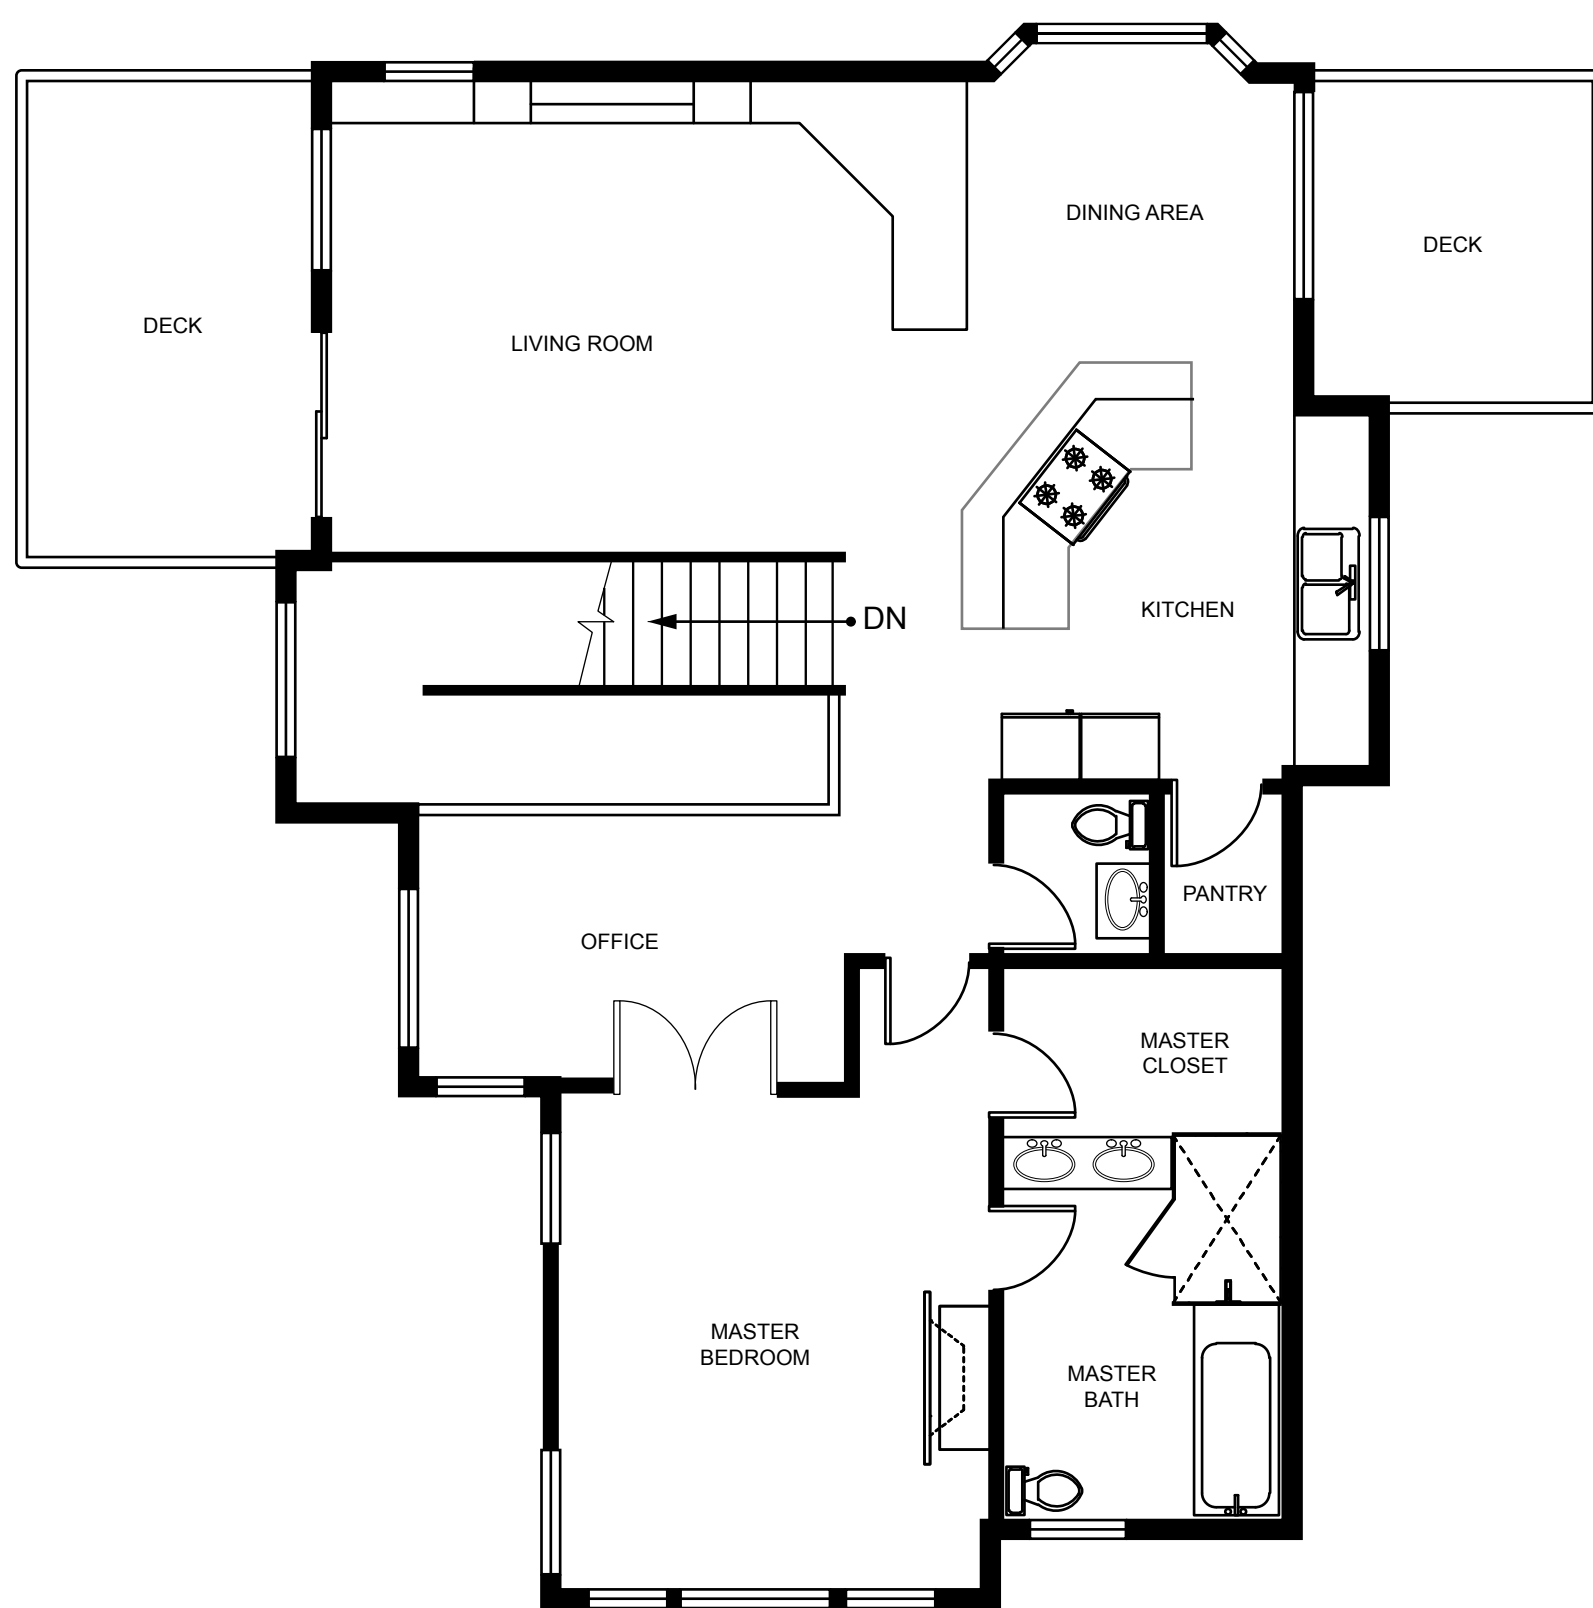 DINING AREA
DECK
DECK
LIVING ROOM
KITCHEN
DN
PANTRY
OFFICE
MASTER
CLOSET
MASTER
BEDROOM
MASTER
BATH